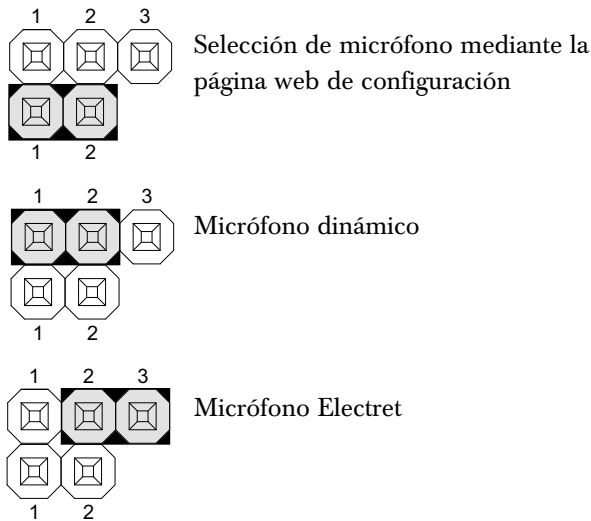 1 2 3
Selección de micrófono mediante la
página web de configuración
1 2
1 2 3
Micrófono dinámico
1 2
1 2 3
Micrófono Electret
1 2